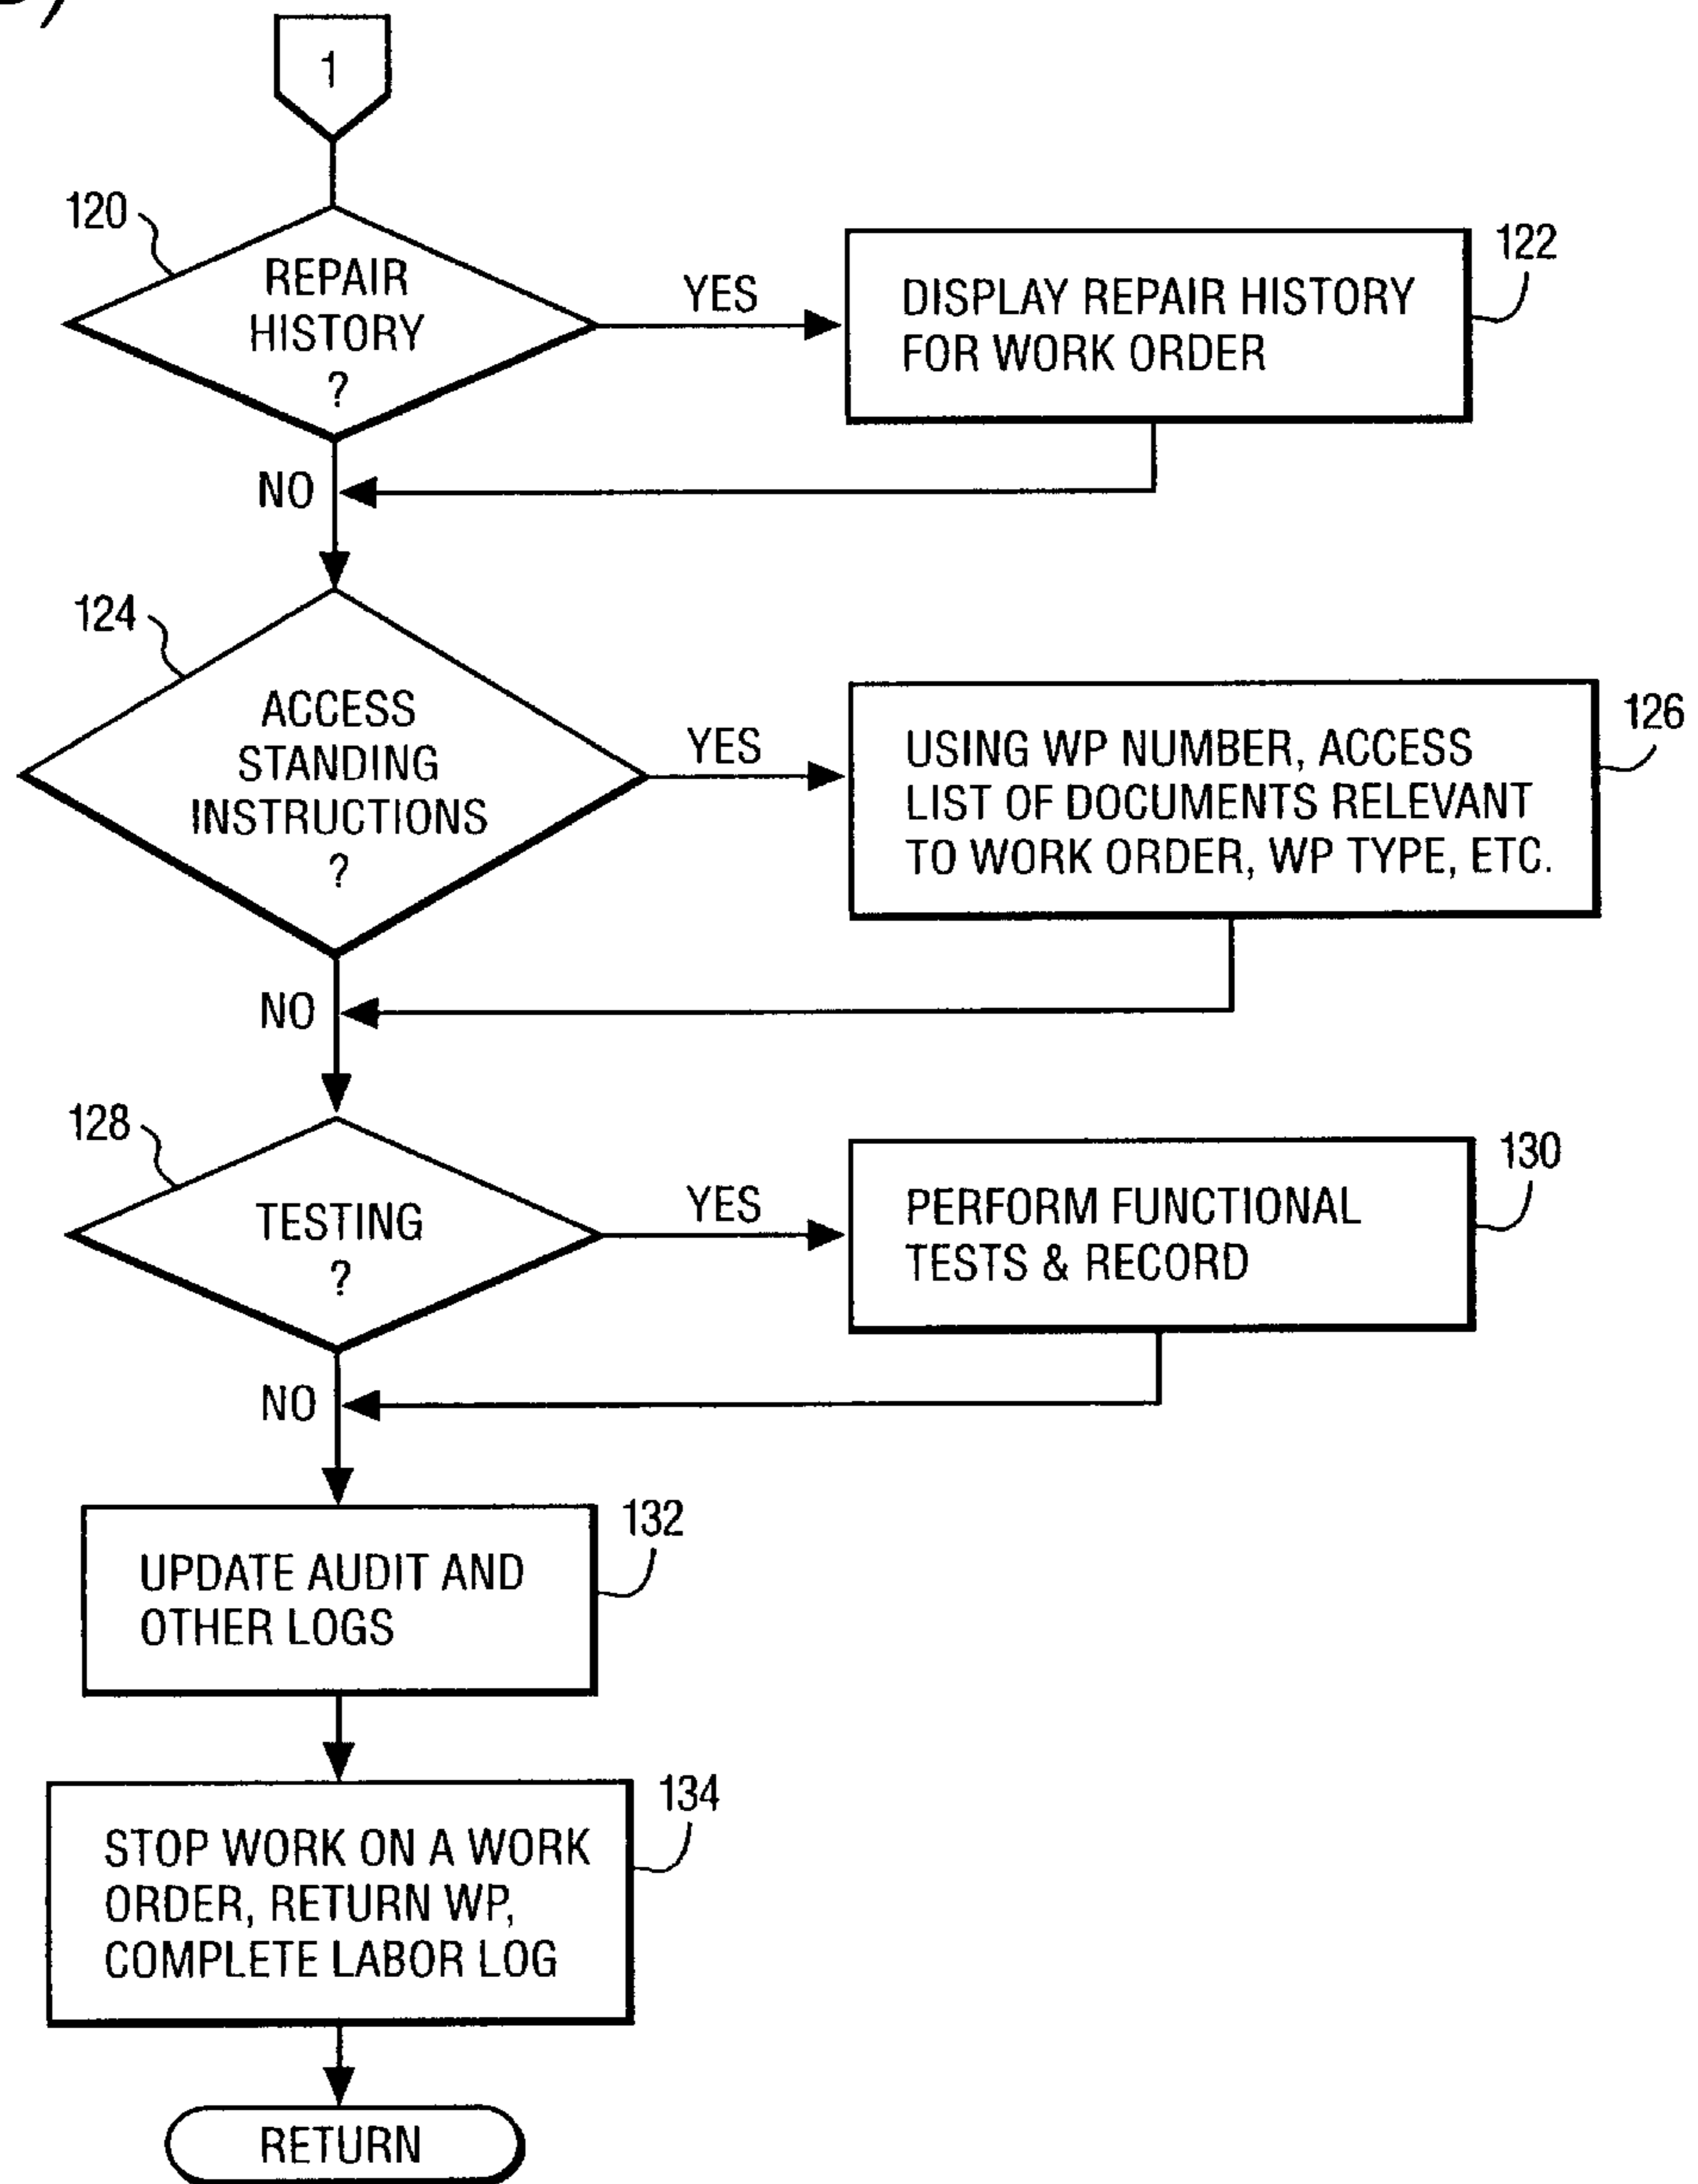 1
120
REPAIR
HISTORY
?
YES
DISPLAY REPAIR HISTORY
FOR WORK ORDER
122
NO
124
ACCESS
STANDING
INSTRUCTIONS
?
YES
USING WP NUMBER, ACCESS
LIST OF DOCUMENTS RELEVANT
TO WORK ORDER, WP TYPE, ETC.
126
NO
128
TESTING
?
YES
PERFORM FUNCTIONAL
TESTS & RECORD
130
NO
UPDATE AUDIT AND
OTHER LOGS
132
STOP WORK ON A WORK
ORDER, RETURN WP,
COMPLETE LABOR LOG
134
RETURN